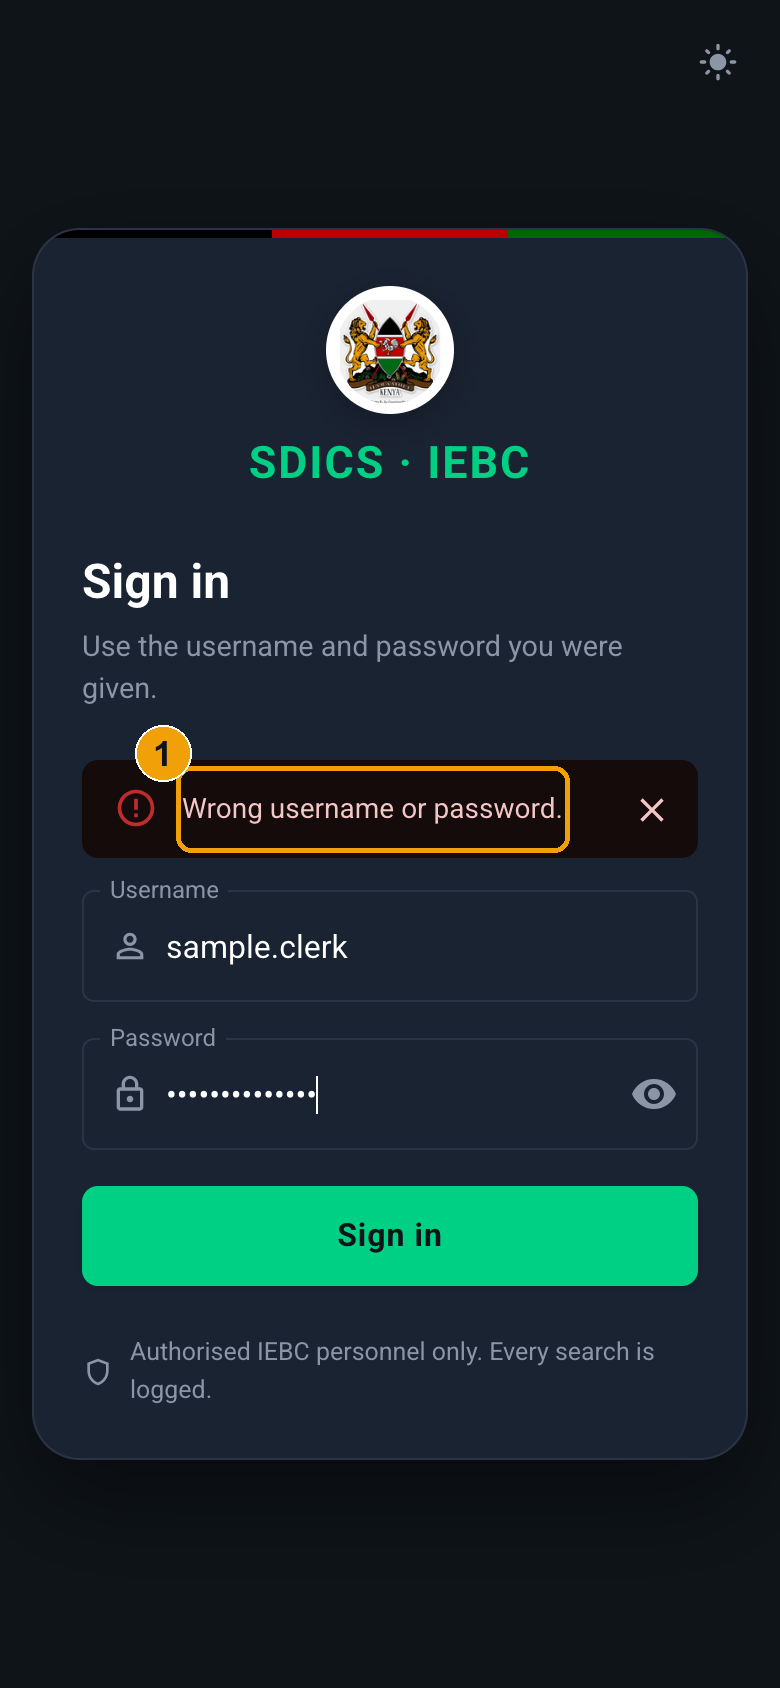 KENYA
SDICS · IEBC
Sign in
Use the username and password you were
given.
1
Wrong username or password.
Username
sample.clerk
Password
Sign in
Authorised IEBC personnel only. Every search is
logged.